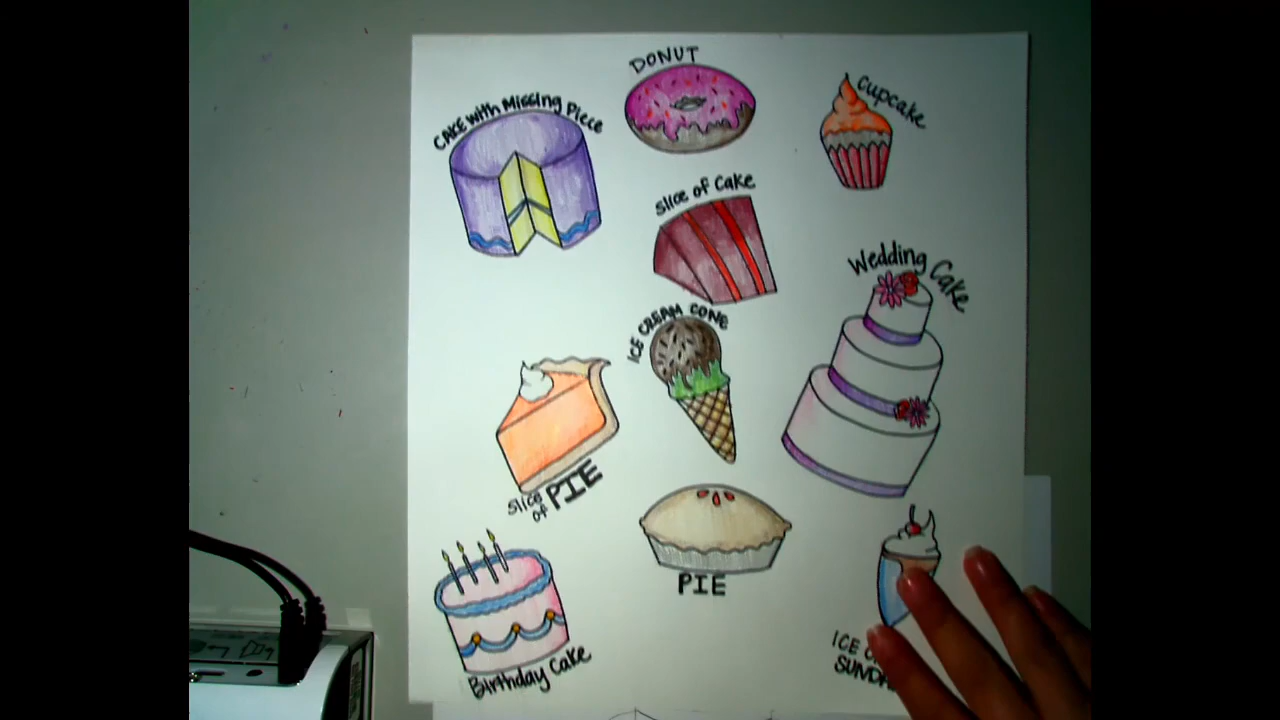 DONUT
Cupcake
CAKE with Missing Piece
Slice of Cake
Wedding Cake
ICE CREAM CONE
Slice
of PIE
PIE
Birthday Cake
ICE